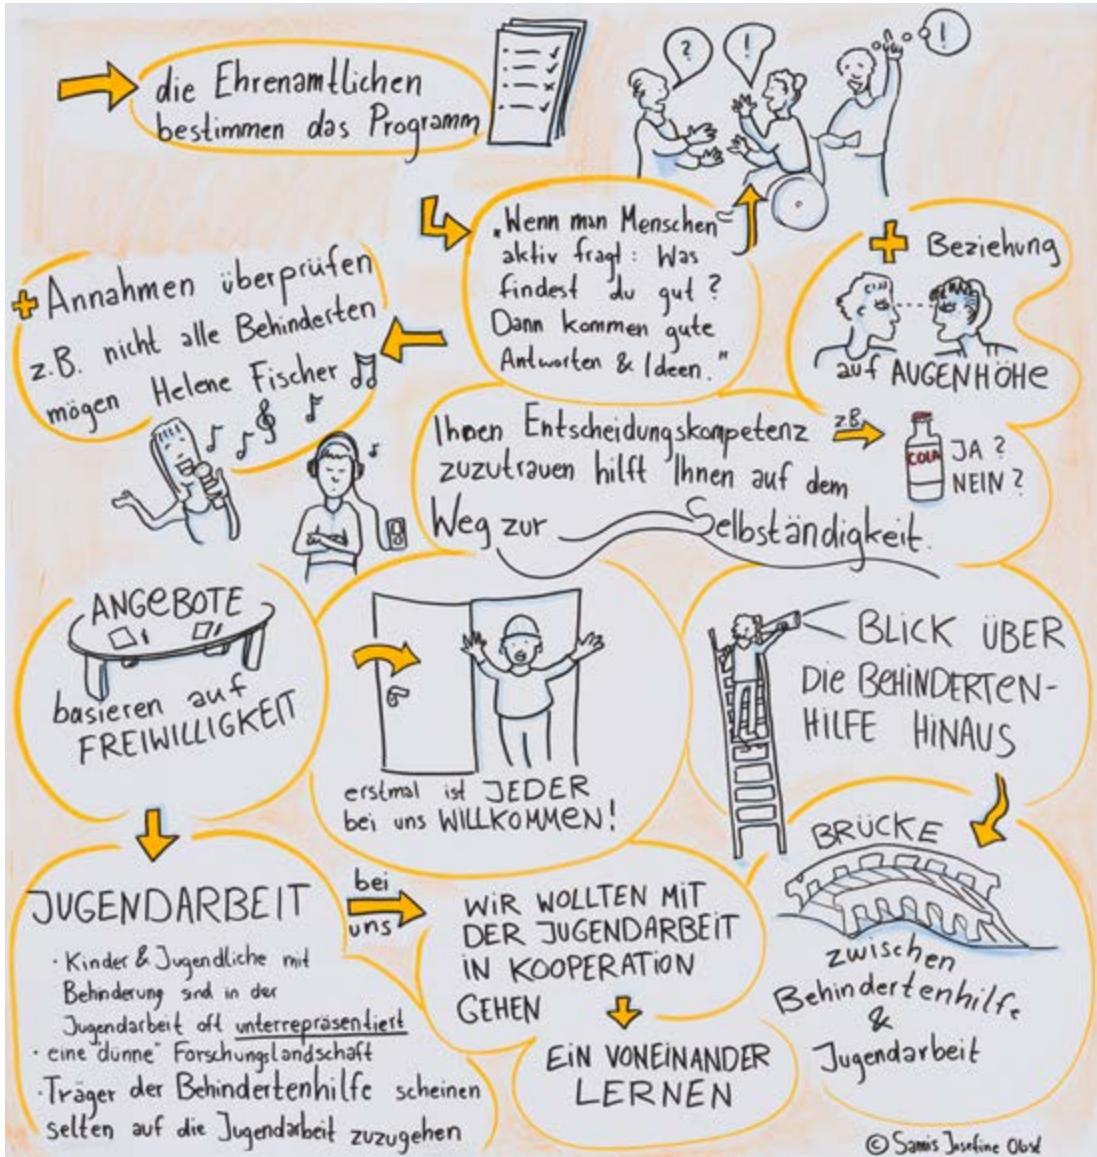 die Ehrenamtlichen
bestimmen das Programm
?
!
!
"Wenn man Menschen
aktiv fragt: Was
findest du gut?
Dann kommen gute
Antworten & Ideen."
+ Beziehung
auf AUGENHÖHE
+ Annahmen überprüfen
z.B. nicht alle Behinderten
mögen Helene Fischer
Ihnen Entscheidungskompetenz
zuzutrauen hilft Ihnen auf dem
Weg zur Selbständigkeit.
z.B.
COLA
JA?
NEIN?
ANGEBOTE
basieren auf
FREIWILLIGKEIT
erstmal ist JEDER
bei uns WILLKOMMEN!
BLICK ÜBER
DIE BEHINDERTEN-
HILFE HINAUS
BRÜCKE
zwischen
Behindertenhilfe
&
Jugendarbeit
JUGENDARBEIT
· Kinder & Jugendliche mit
Behinderung sind in der
Jugendarbeit oft unterrepräsentiert
· eine "dünne" Forschungslandschaft
· Träger der Behindertenhilfe scheinen
selten auf die Jugendarbeit zuzugehen
bei
uns
WIR WOLLTEN MIT
DER JUGENDARBEIT
IN KOOPERATION
GEHEN
EIN VONEINANDER
LERNEN
© Josefine